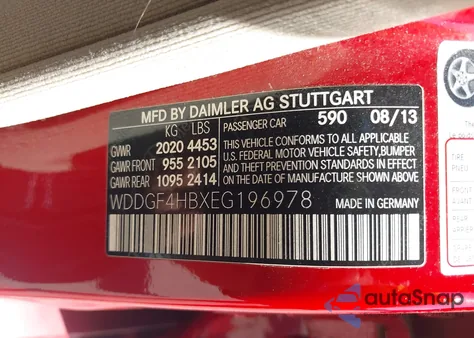 MFD BY DAIMLER AG STUTTGART
KG LBS PASSENGER CAR 590 08/13
GVWR 2020 4453 THIS VEHICLE CONFORMS TO ALL APPLICABLE
GAWR FRONT 955 2105 U.S. FEDERAL MOTOR VEHICLE SAFETY, BUMPER
GAWR REAR 1095 2414 AND THEFT PREVENTION STANDARDS IN EFFECT
ON THE DATE OF MANUFACTURE SHOWN ABOVE
WDDGF4HBXEG196978 MADE IN GERMANY
autoSnap